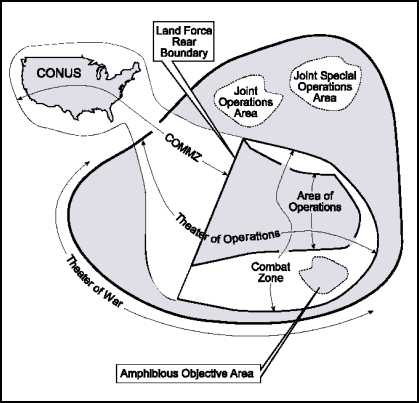 Land Force
Rear
Boundary
CONUS
Joint
Operations
Area
Joint Special
Operations
Area
COMMZ
Area of
Operations
Theater of Operations
Combat
Zone
Theater of War
Amphibious Objective Area